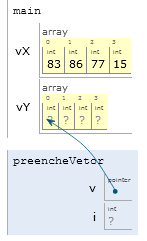 main
array
vX
0 1 2 3
int int int int
83 86 77 15
array
vY
0 1 2 3
int int int int
? ? ? ?
preencheVetor
pointer
v
int
i
?